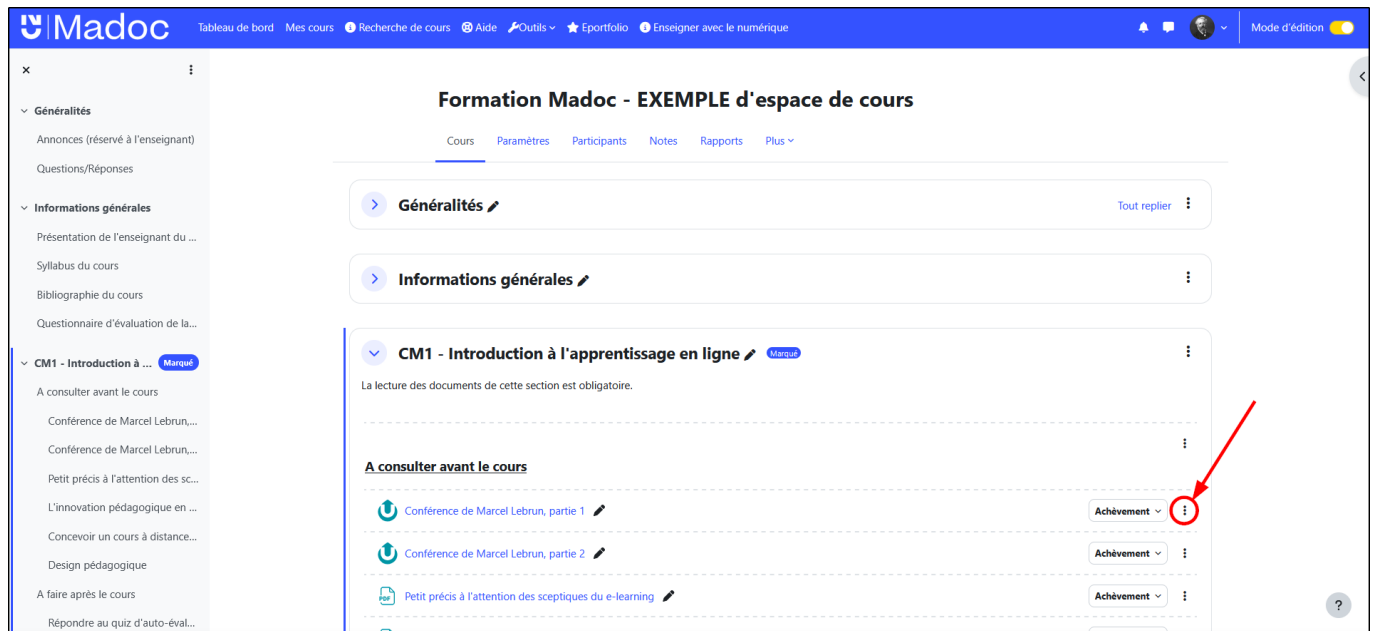 Madoc
Tableau de bord Mes cours Recherche de cours Aide Outils Eportfolio Enseigner avec le numérique Mode d'édition
Généralités
Annonces (réservé à l'enseignant)
Questions/Réponses
Informations générales
Présentation de l'enseignant du ...
Syllabus du cours
Bibliographie du cours
Questionnaire d'évaluation de la...
CM1 - Introduction à ... Marqué
A consulter avant le cours
Conférence de Marcel Lebrun,...
Conférence de Marcel Lebrun,...
Petit précis à l'attention des sc...
L'innovation pédagogique en ...
Concevoir un cours à distance...
Design pédagogique
A faire après le cours
Répondre au quiz d'auto-éval...
Formation Madoc - EXEMPLE d'espace de cours
Cours Paramètres Participants Notes Rapports Plus
Généralités Tout replier
Informations générales
CM1 - Introduction à l'apprentissage en ligne Marqué
La lecture des documents de cette section est obligatoire.
A consulter avant le cours
Conférence de Marcel Lebrun, partie 1 Achèvement
Conférence de Marcel Lebrun, partie 2 Achèvement
PDF Petit précis à l'attention des sceptiques du e-learning Achèvement
?